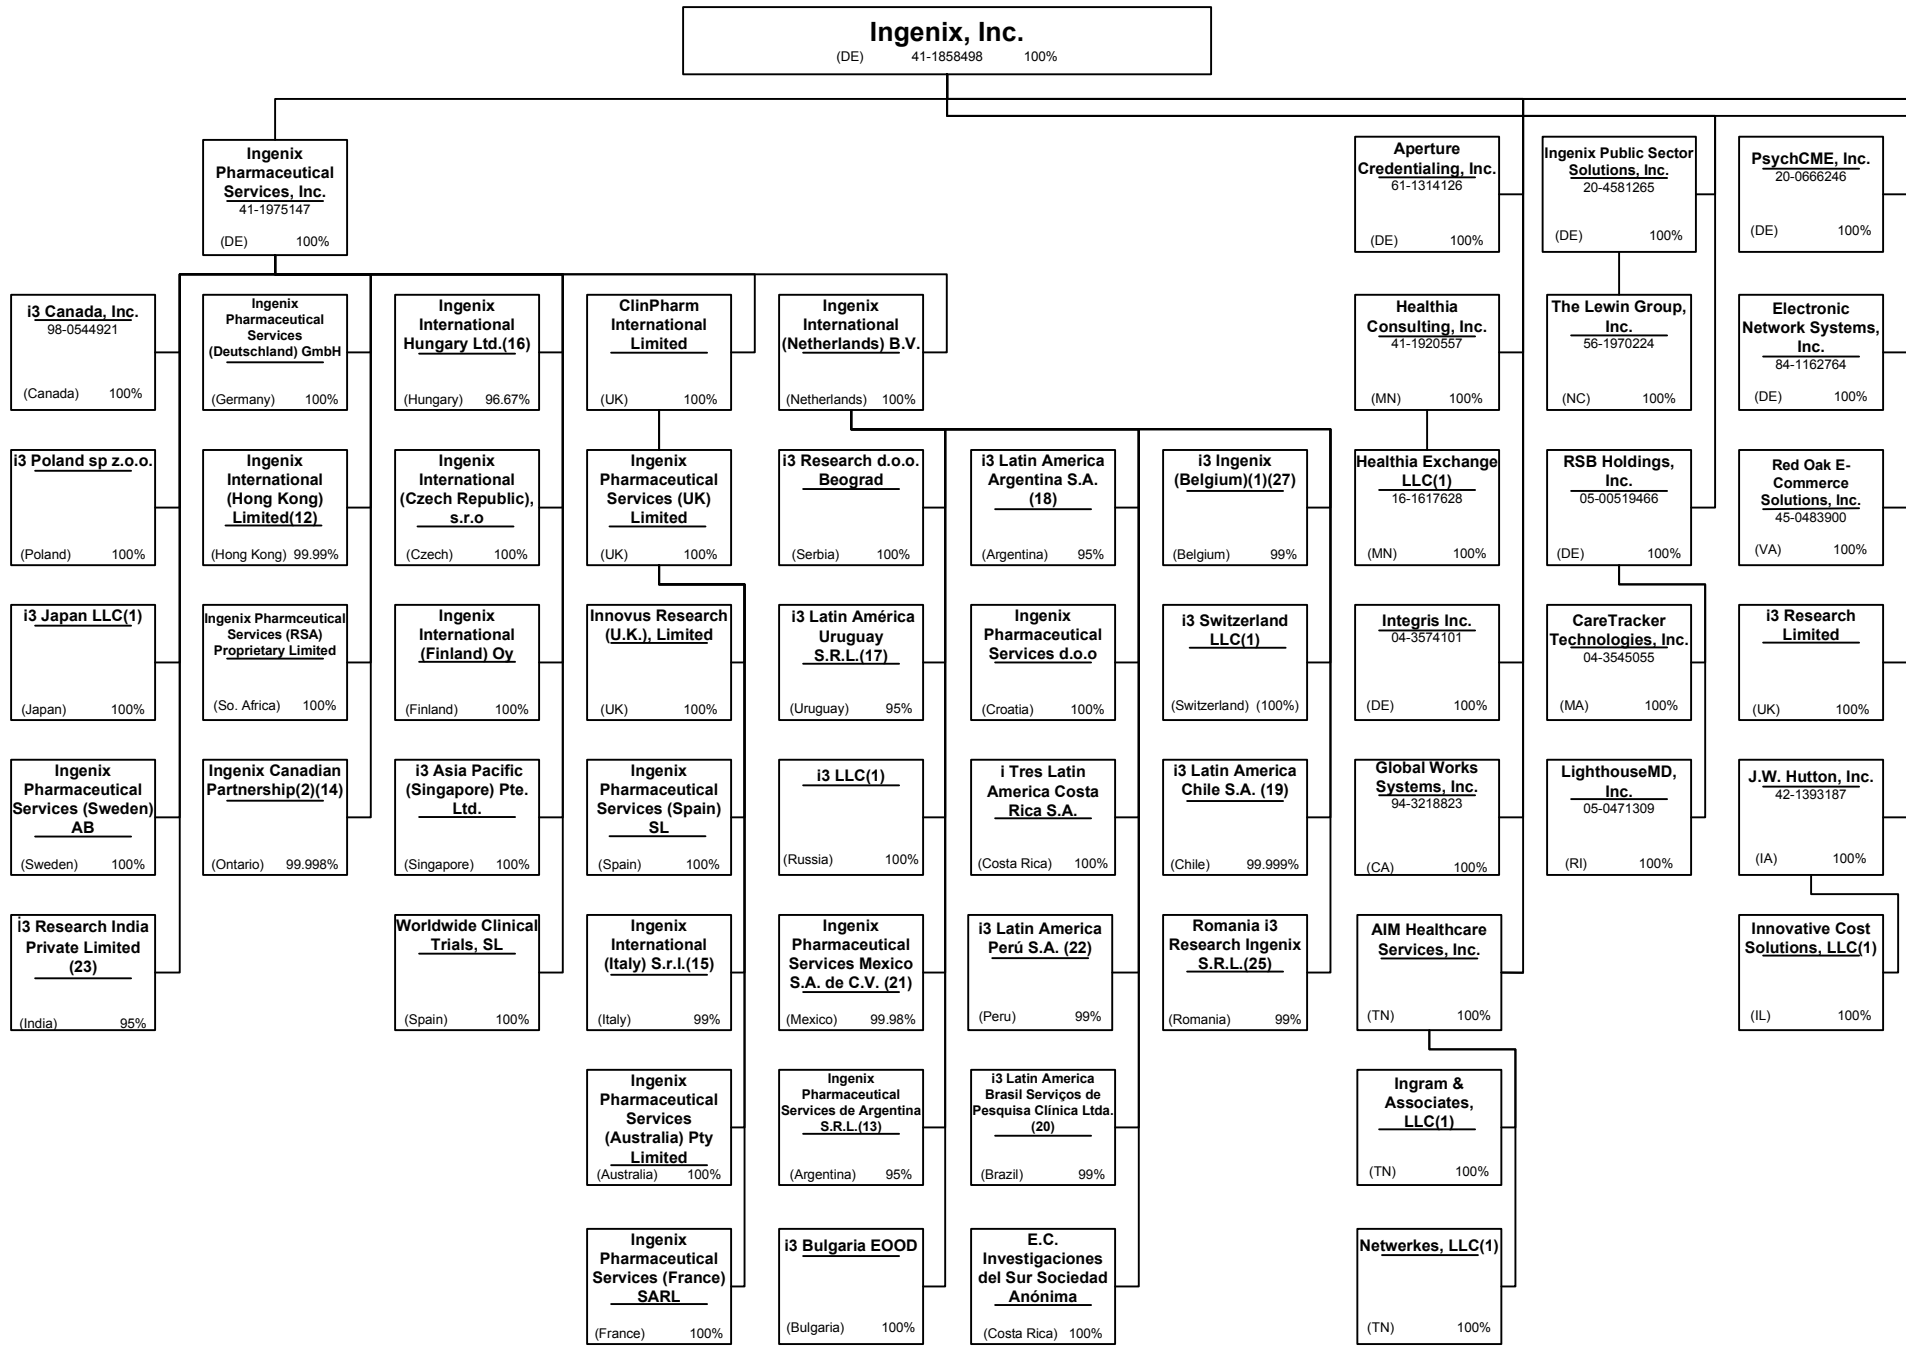 Ingenix, Inc.
(DE) 41-1858498 100%
Ingenix
Pharmaceutical
Services, Inc.
41-1975147
(DE) 100%
Aperture
Credentialing, Inc.
61-1314126
(DE) 100%
Ingenix Public Sector
Solutions, Inc.
20-4581265
(DE) 100%
PsychCME, Inc.
20-0666246
(DE) 100%
i3 Canada, Inc.
98-0544921
(Canada) 100%
Ingenix
Pharmaceutical
Services
(Deutschland) GmbH
(Germany) 100%
Ingenix
International
Hungary Ltd.(16)
(Hungary) 96.67%
ClinPharm
International
Limited
(UK) 100%
Ingenix
International
(Netherlands) B.V.
(Netherlands) 100%
Healthia
Consulting, Inc.
41-1920557
(MN) 100%
The Lewin Group,
Inc.
56-1970224
(NC) 100%
Electronic
Network Systems,
Inc.
84-1162764
(DE) 100%
i3 Poland sp z.o.o.
(Poland) 100%
Ingenix
International
(Hong Kong)
Limited(12)
(Hong Kong) 99.99%
Ingenix
International
(Czech Republic),
s.r.o
(Czech) 100%
Ingenix
Pharmaceutical
Services (UK)
Limited
(UK) 100%
i3 Research d.o.o.
Beograd
(Serbia) 100%
i3 Latin America
Argentina S.A.
(18)
(Argentina) 95%
i3 Ingenix
(Belgium)(1)(27)
(Belgium) 99%
Healthia Exchange
LLC(1)
16-1617628
(MN) 100%
RSB Holdings,
Inc.
05-00519466
(DE) 100%
Red Oak E-
Commerce
Solutions, Inc.
45-0483900
(VA) 100%
i3 Japan LLC(1)
(Japan) 100%
Ingenix Pharmceutical
Services (RSA)
Proprietary Limited
(So. Africa) 100%
Ingenix
International
(Finland) Oy
(Finland) 100%
Innovus Research
(U.K.), Limited
(UK) 100%
i3 Latin América
Uruguay
S.R.L.(17)
(Uruguay) 95%
Ingenix
Pharmaceutical
Services d.o.o
(Croatia) 100%
i3 Switzerland
LLC(1)
(Switzerland) (100%)
Integris Inc.
04-3574101
(DE) 100%
CareTracker
Technologies, Inc.
04-3545055
(MA) 100%
i3 Research
Limited
(UK) 100%
Ingenix
Pharmaceutical
Services (Sweden)
AB
(Sweden) 100%
Ingenix Canadian
Partnership(2)(14)
(Ontario) 99.998%
i3 Asia Pacific
(Singapore) Pte.
Ltd.
(Singapore) 100%
Ingenix
Pharmaceutical
Services (Spain)
SL
(Spain) 100%
i3 LLC(1)
(Russia) 100%
i Tres Latin
America Costa
Rica S.A.
(Costa Rica) 100%
i3 Latin America
Chile S.A. (19)
(Chile) 99.999%
Global Works
Systems, Inc.
94-3218823
(CA) 100%
LighthouseMD,
Inc.
05-0471309
(RI) 100%
J.W. Hutton, Inc.
42-1393187
(IA) 100%
i3 Research India
Private Limited
(23)
(India) 95%
Worldwide Clinical
Trials, SL
(Spain) 100%
Ingenix
International
(Italy) S.r.l.(15)
(Italy) 99%
Ingenix
Pharmaceutical
Services Mexico
S.A. de C.V. (21)
(Mexico) 99.98%
i3 Latin America
Perú S.A. (22)
(Peru) 99%
Romania i3
Research Ingenix
S.R.L.(25)
(Romania) 99%
AIM Healthcare
Services, Inc.
(TN) 100%
Innovative Cost
Solutions, LLC(1)
(IL) 100%
Ingenix
Pharmaceutical
Services
(Australia) Pty
Limited
(Australia) 100%
Ingenix
Pharmaceutical
Services de Argentina
S.R.L.(13)
(Argentina) 95%
i3 Latin America
Brasil Serviços de
Pesquisa Clínica Ltda.
(20)
(Brazil) 99%
Ingram &
Associates,
LLC(1)
(TN) 100%
Ingenix
Pharmaceutical
Services (France)
SARL
(France) 100%
i3 Bulgaria EOOD
(Bulgaria) 100%
E.C.
Investigaciones
del Sur Sociedad
Anónima
(Costa Rica) 100%
Netwerkes, LLC(1)
(TN) 100%